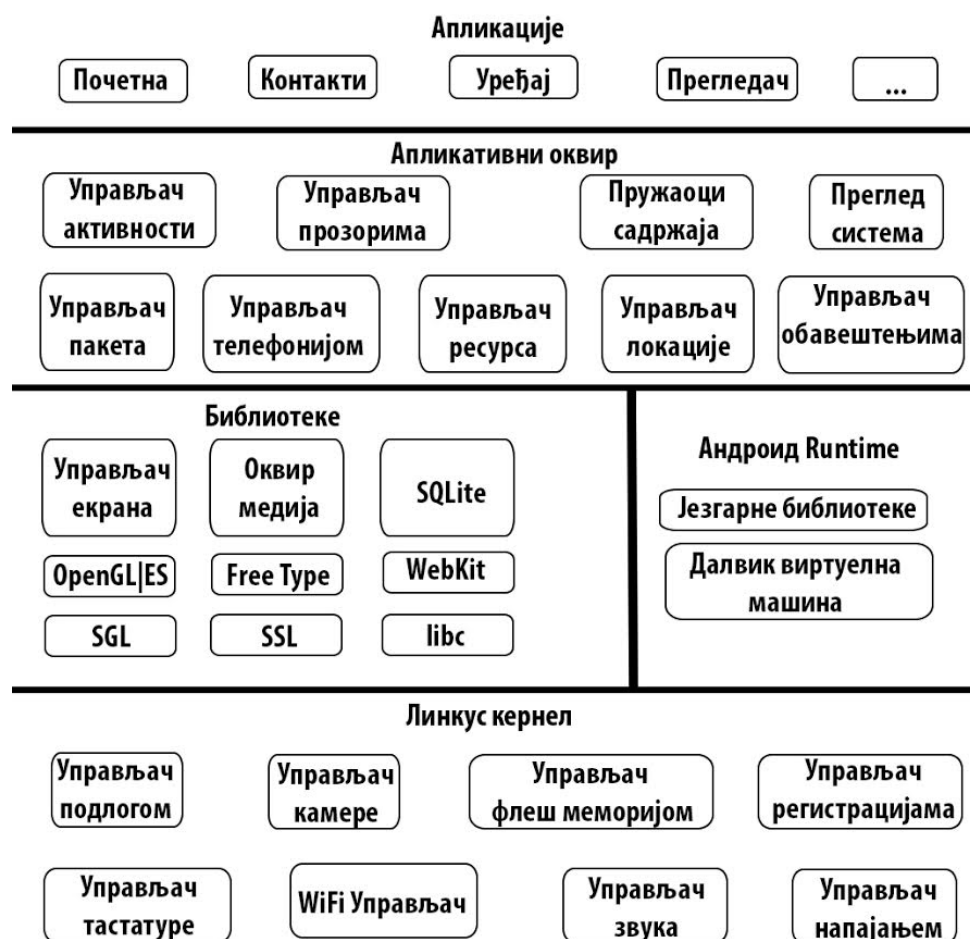 Апликације
Почетна
Контакти
Уређај
Прегледач
...
Апликативни оквир
Управљач
активности
Управљач
прозорима
Пружаоци
садржаја
Преглед
система
Управљач
пакета
Управљач
телефонијом
Управљач
ресурса
Управљач
локације
Управљач
обавештењима
Библиотеке
Управљач
екрана
Оквир
медија
SQLite
OpenGL|ES
Free Type
WebKit
SGL
SSL
libc
Андроид Runtime
Језгарне библиотеке
Далвик виртуелна
машина
Линкус кернел
Управљач
подлогом
Управљач
камере
Управљач
флеш меморијом
Управљач
регистрацијама
Управљач
тастатуре
WiFi Управљач
Управљач
звука
Управљач
напајањем